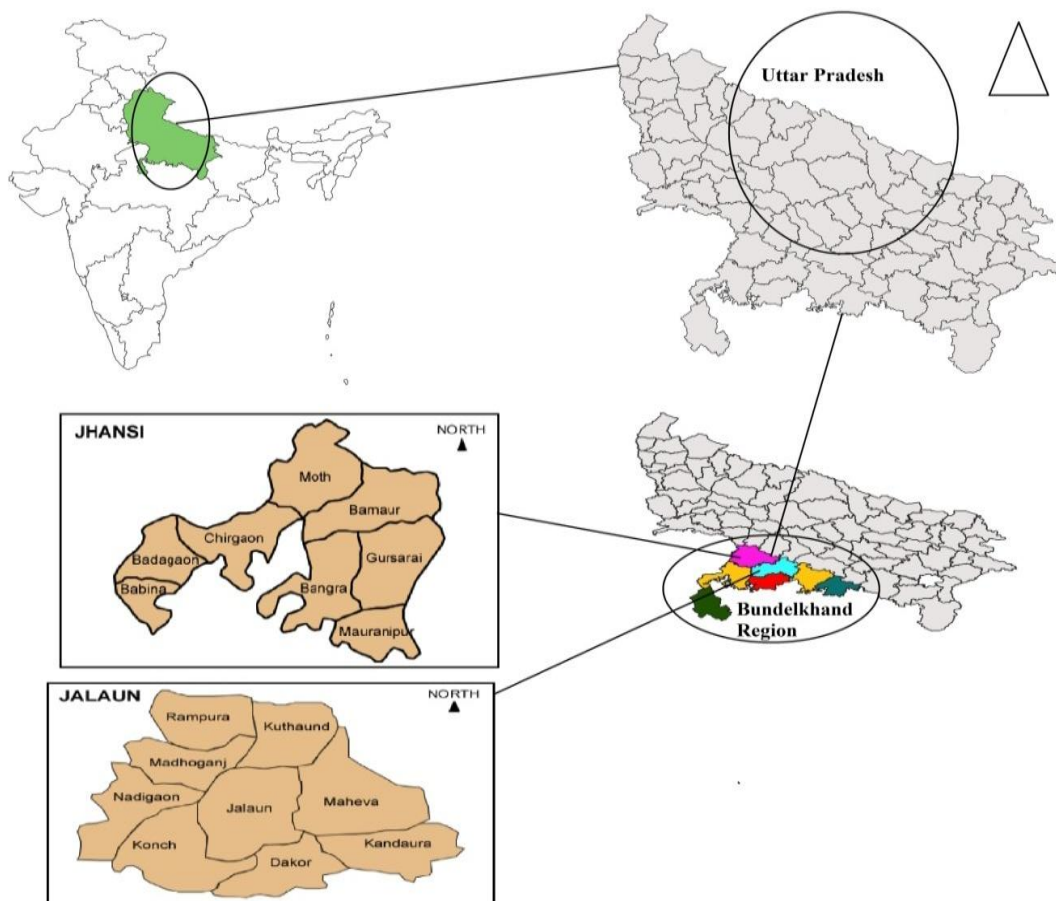 Uttar Pradesh
JHANSI
NORTH
Moth
Bamaur
Chirgaon
Gursarai
Badagaon
Babina
Bangra
Mauranipur
Bundelkhand
Region
JALAUN
NORTH
Rampura
Kuthaund
Madhoganj
Nadigaon
Jalaun
Maheva
Konch
Kandaura
Dakor